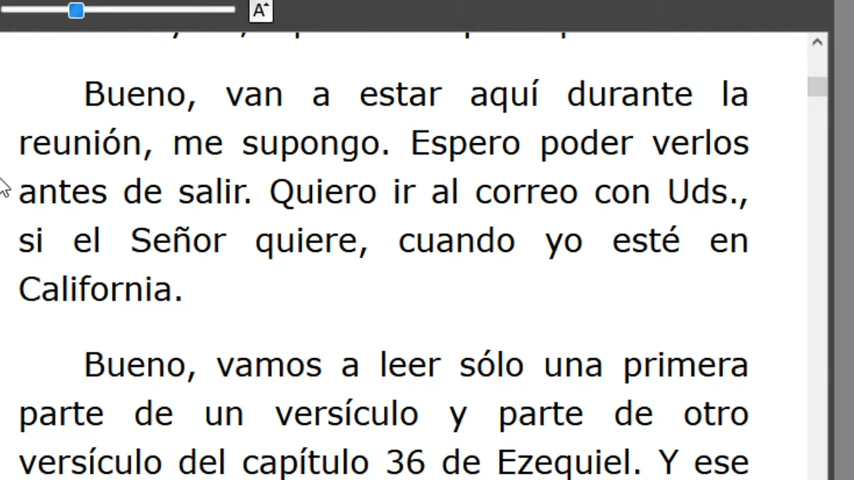 A
Bueno, van a estar aquí durante la
reunión, me supongo. Espero poder verlos
antes de salir. Quiero ir al correo con Uds.,
si el Señor quiere, cuando yo esté en
California.
Bueno, vamos a leer sólo una primera
parte de un versículo y parte de otro
versículo del capítulo 36 de Ezequiel. Y ese